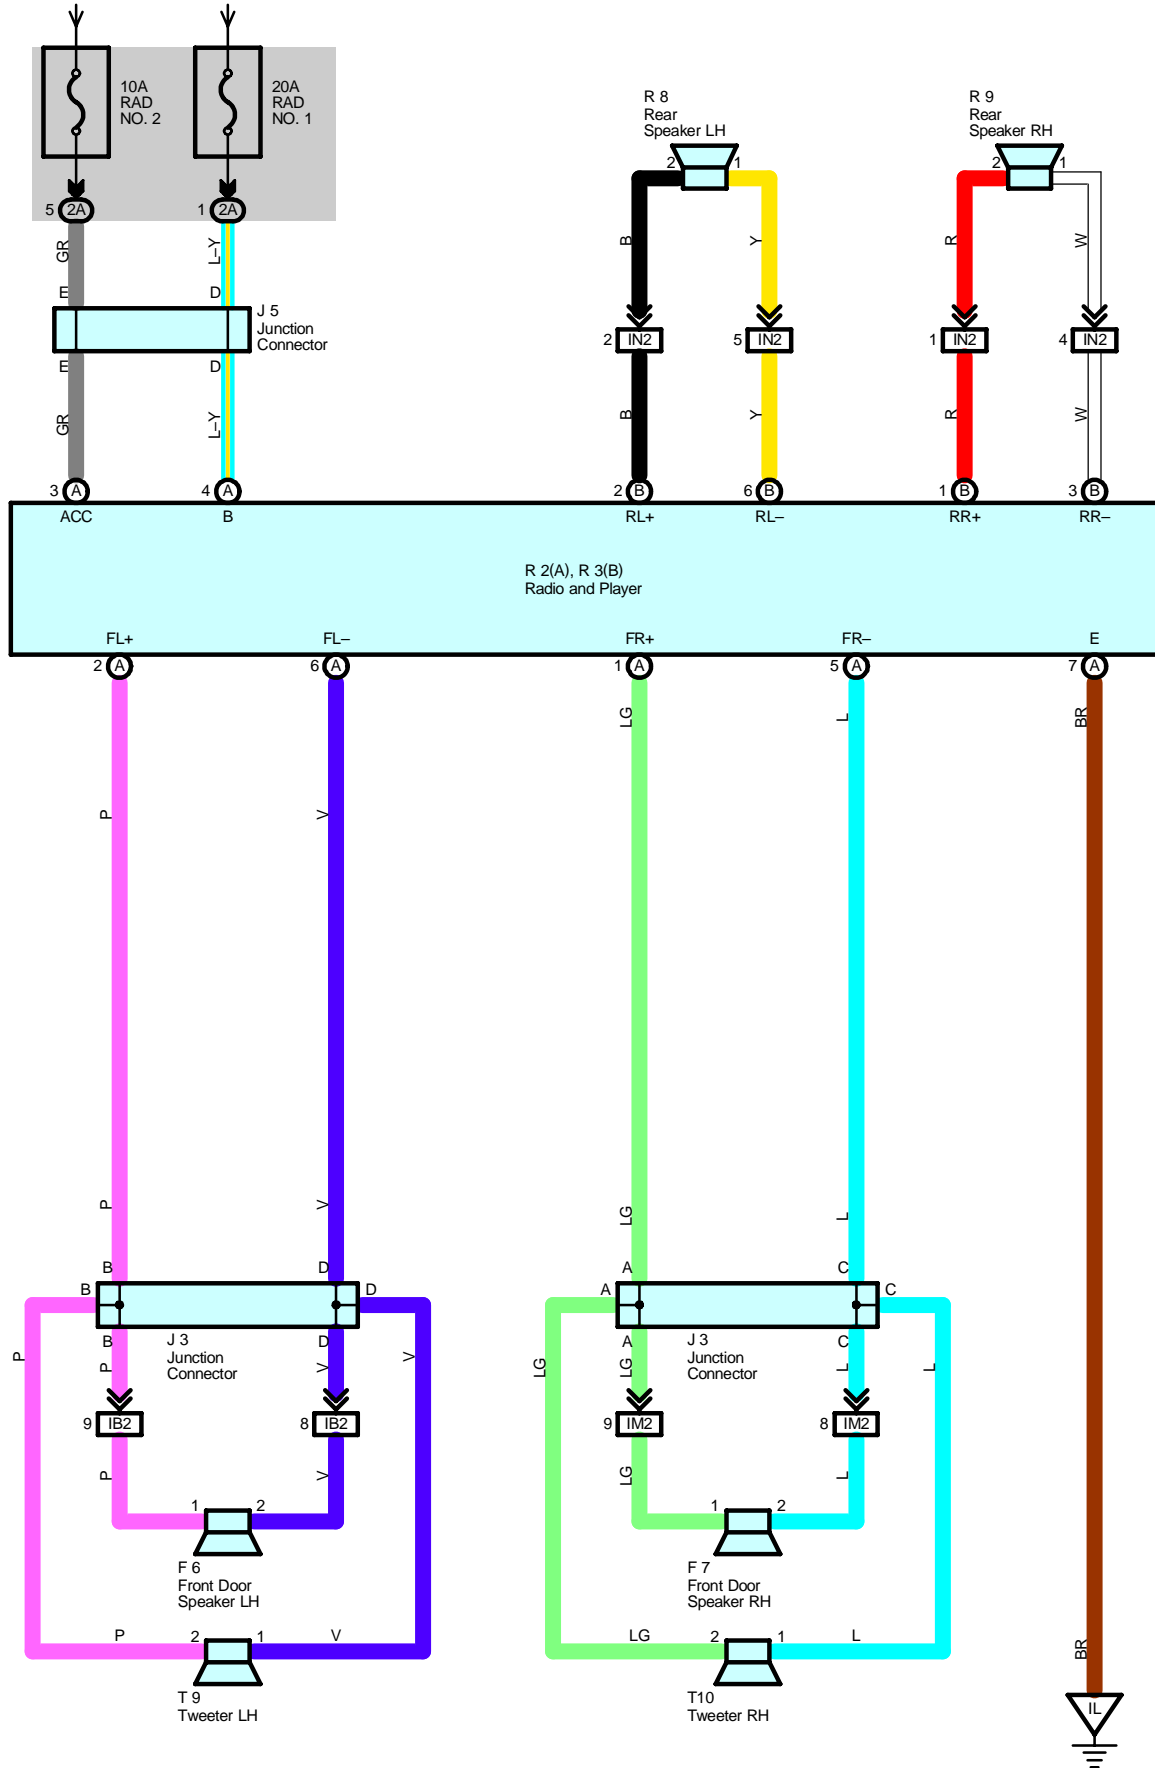 10A
RAD
NO. 2
20A
RAD
NO. 1
R 8
Rear
Speaker LH
R 9
Rear
Speaker RH
2 1
2 1
5 2A
1 2A
GR
L–Y
B
Y
R
W
E
D
J 5
Junction
Connector
2 IN2
5 IN2
1 IN2
4 IN2
E
D
GR
L–Y
B
Y
R
W
3 A
4 A
2 B
6 B
1 B
3 B
ACC
B
RL+
RL–
RR+
RR–
R 2(A), R 3(B)
Radio and Player
FL+
FL–
FR+
FR–
E
2 A
6 A
1 A
5 A
7 A
LG
L
BR
P
V
P
V
LG
L
B
D
A
C
B
D
A
C
B
D
A
C
J 3
Junction
Connector
J 3
Junction
Connector
P
P
V
V
LG
LG
L
L
9 IB2
8 IB2
9 IM2
8 IM2
P
V
LG
L
1 2
1 2
F 6
Front Door
Speaker LH
F 7
Front Door
Speaker RH
P 2 1 V
LG 2 1 L
BR
T 9
Tweeter LH
T10
Tweeter RH
IL